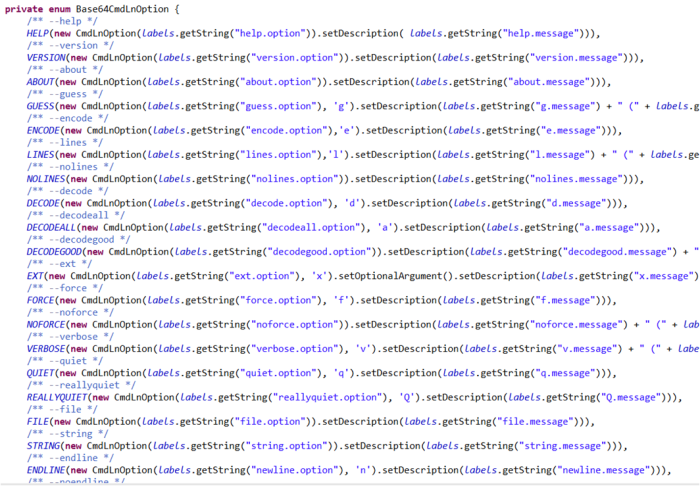 private enum Base64CmdLnOption {
/** --help */
HELP(new CmdLnOption(labels.getString("help.option")).setDescription( labels.getString("help.message"))),
/** --version */
VERSION(new CmdLnOption(labels.getString("version.option")).setDescription(labels.getString("version.message"))),
/** --about */
ABOUT(new CmdLnOption(labels.getString("about.option")).setDescription(labels.getString("about.message"))),
/** --guess */
GUESS(new CmdLnOption(labels.getString("guess.option"), 'g').setDescription(labels.getString("g.message") + " (" + labels.g
/** --encode */
ENCODE(new CmdLnOption(labels.getString("encode.option"),'e').setDescription(labels.getString("e.message"))),
/** --lines */
LINES(new CmdLnOption(labels.getString("lines.option"),'l').setDescription(labels.getString("l.message") + " (" + labels.ge
/** --nolines */
NOLINES(new CmdLnOption(labels.getString("nolines.option")).setDescription(labels.getString("nolines.message"))),
/** --decode */
DECODE(new CmdLnOption(labels.getString("decode.option"), 'd').setDescription(labels.getString("d.message"))),
/** --decodeall */
DECODEALL(new CmdLnOption(labels.getString("decodeall.option"), 'a').setDescription(labels.getString("a.message"))),
/** --decodegood */
DECODEGOOD(new CmdLnOption(labels.getString("decodegood.option")).setDescription(labels.getString("decodegood.message") + "
/** --ext */
EXT(new CmdLnOption(labels.getString("ext.option"), 'x').setOptionalArgument().setDescription(labels.getString("x.message")
/** --force */
FORCE(new CmdLnOption(labels.getString("force.option"), 'f').setDescription(labels.getString("f.message"))),
/** --noforce */
NOFORCE(new CmdLnOption(labels.getString("noforce.option")).setDescription(labels.getString("noforce.message") + " (" + lab
/** --verbose */
VERBOSE(new CmdLnOption(labels.getString("verbose.option"), 'v').setDescription(labels.getString("v.message") + " (" + labe
/** --quiet */
QUIET(new CmdLnOption(labels.getString("quiet.option"), 'q').setDescription(labels.getString("q.message"))),
/** --reallyquiet */
REALLYQUIET(new CmdLnOption(labels.getString("reallyquiet.option"), 'Q').setDescription(labels.getString("Q.message"))),
/** --file */
FILE(new CmdLnOption(labels.getString("file.option")).setDescription(labels.getString("file.message"))),
/** --string */
STRING(new CmdLnOption(labels.getString("string.option")).setDescription(labels.getString("string.message"))),
/** --endline */
ENDLINE(new CmdLnOption(labels.getString("newline.option"), 'n').setDescription(labels.getString("newline.message"))),